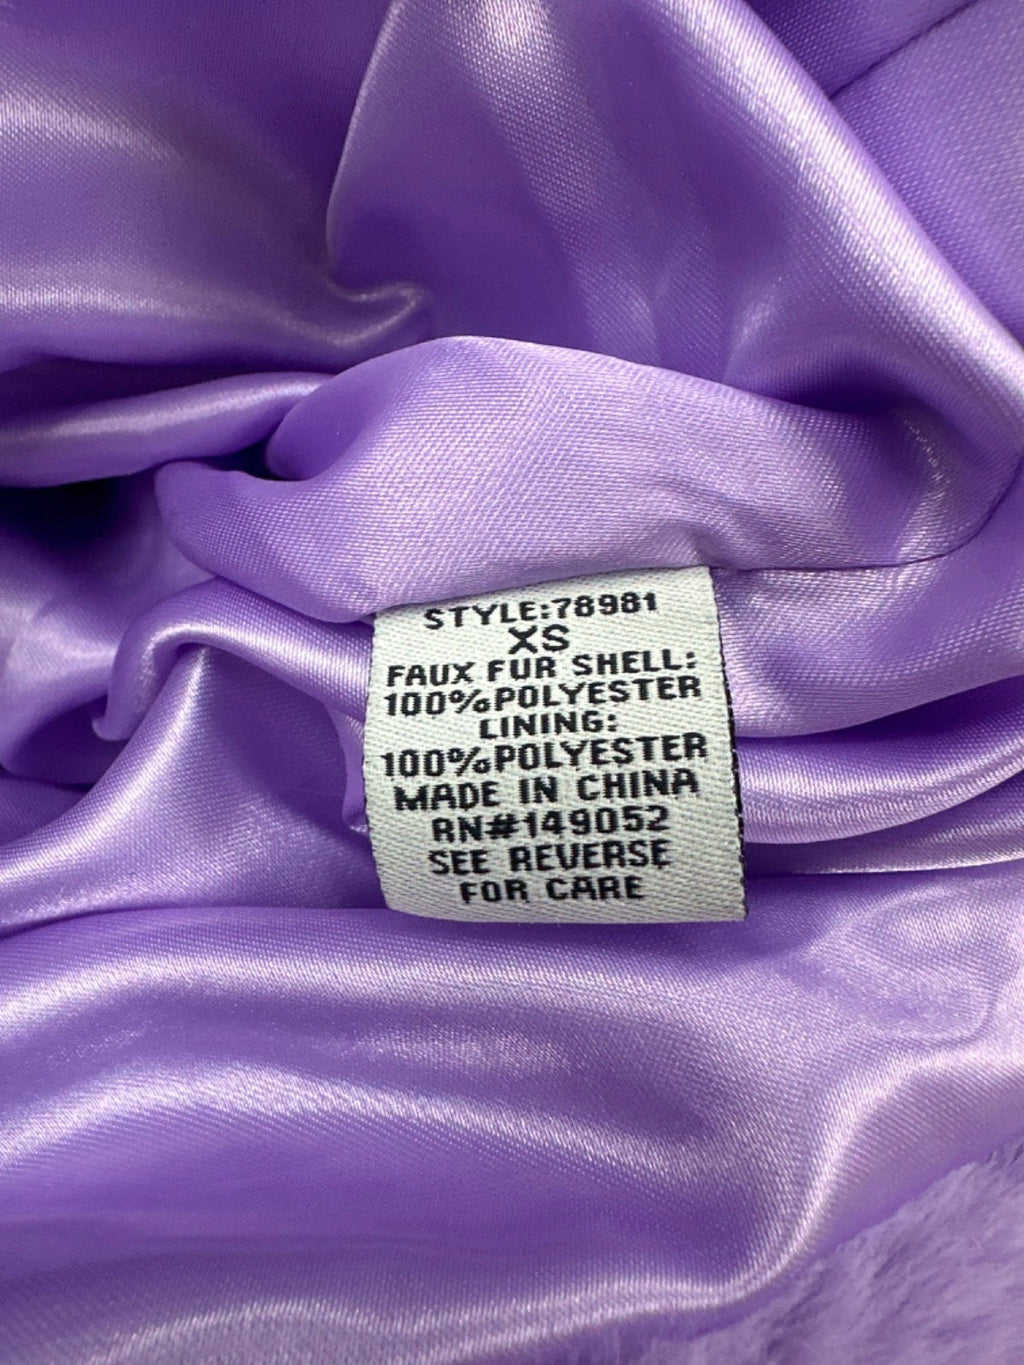 STYLE:78981
XS
FAUX FUR SHELL:
100%POLYESTER
LINING:
100%POLYESTER
MADE IN CHINA
RN#149052
SEE REVERSE
FOR CARE